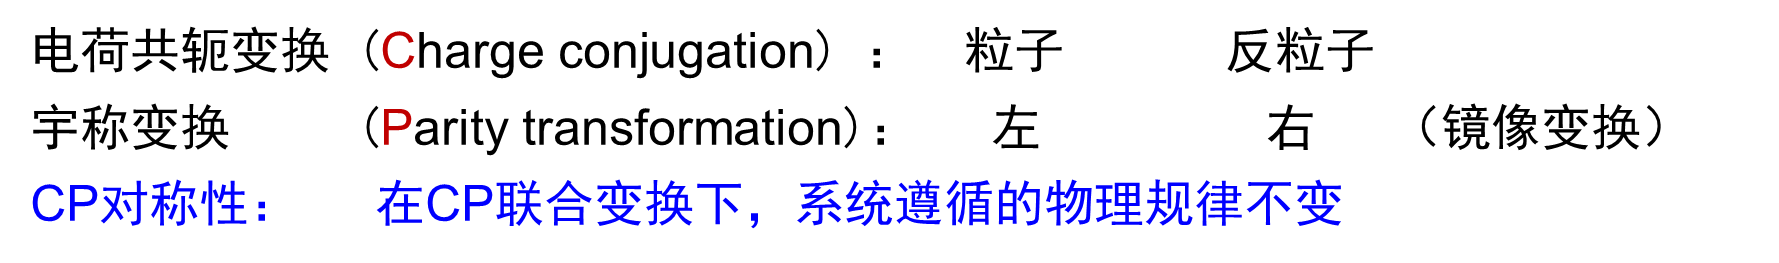 电荷共轭变换（Charge conjugation）： 粒子 反粒子
宇称变换 （Parity transformation）： 左 右 （镜像变换）
CP对称性： 在CP联合变换下，系统遵循的物理规律不变